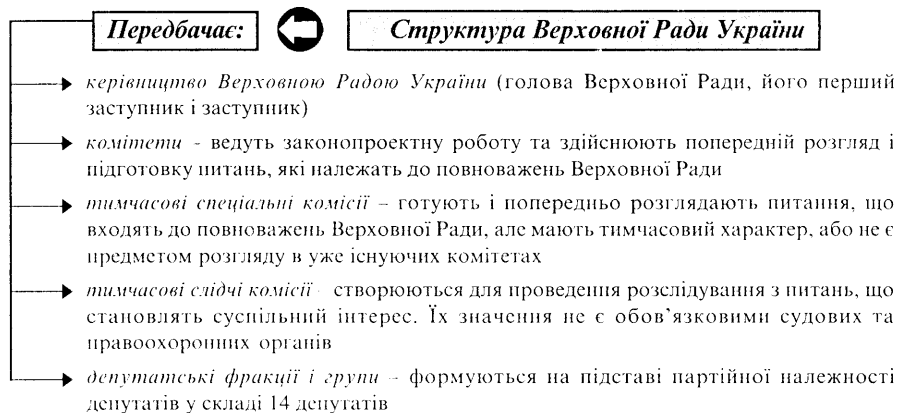 Передбачає:
Структура Верховної Ради України
керівництво Верховною Радою України (голова Верховної Ради, його перший
заступник і заступник)
комітети - ведуть законопроектну роботу та здійснюють попередній розгляд і
підготовку питань, які належать до повноважень Верховної Ради
тимчасові спеціальні комісії – готують і попередньо розглядають питання, що
входять до повноважень Верховної Ради, але мають тимчасовий характер, або не є
предметом розгляду в уже існуючих комітетах
тимчасові слідчі комісії – створюються для проведення розслідування з питань, що
становлять суспільний інтерес. Їх значення не є обов’язковими судових та
правоохоронних органів
депутатські фракції і групи – формуються на підставі партійної належності
депутатів у складі 14 депутатів